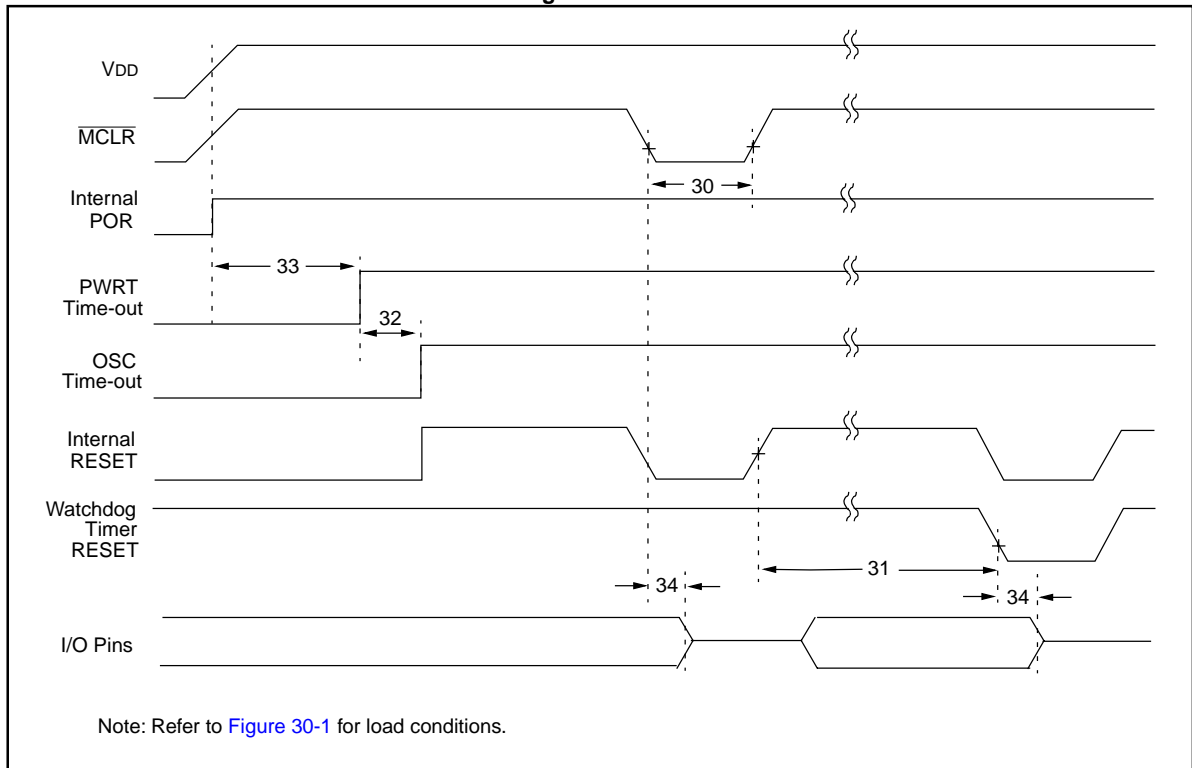 VDD
MCLR
30
Internal
POR
33
PWRT
Time-out
32
OSC
Time-out
Internal
RESET
Watchdog
Timer
RESET
31
34
34
I/O Pins
Note: Refer to Figure 30-1 for load conditions.